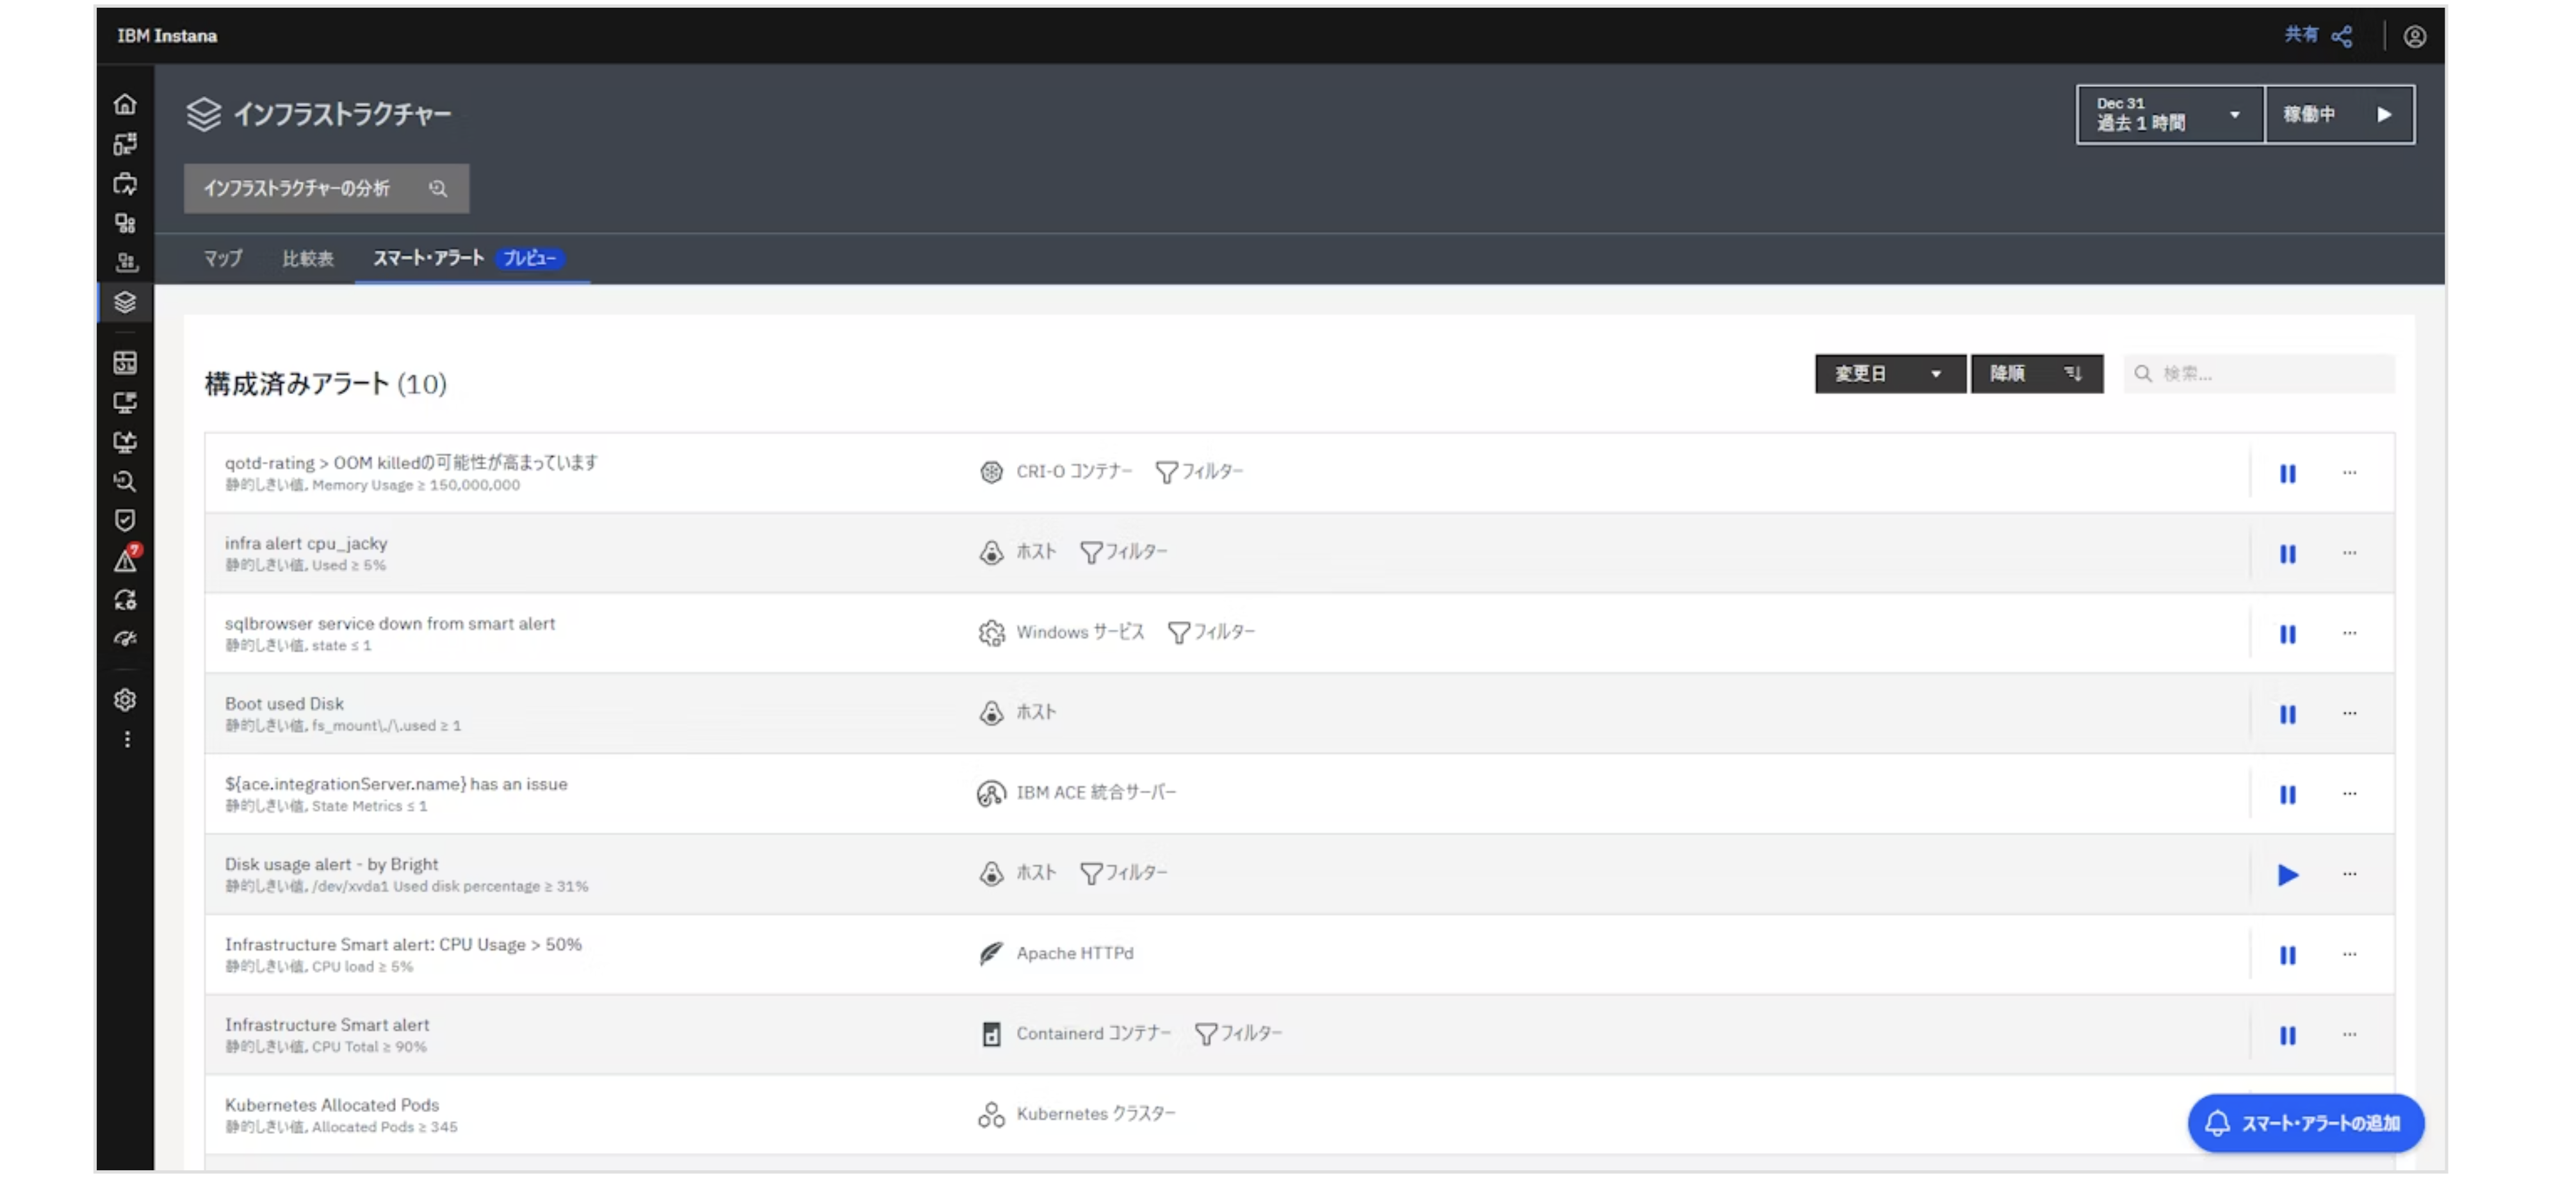 IBM Instana
共有
インフラストラクチャー
Dec 31
過去 1 時間
稼働中
インフラストラクチャーの分析
マップ 比較表 スマート・アラート プレビュー
構成済みアラート (10)
変更日 降順 検索...
qotd-rating > OOM killedの可能性が高まっています
静的しきい値, Memory Usage ≥ 150,000,000
CRI-O コンテナー フィルター
infra alert cpu_jacky
静的しきい値, Used ≥ 5%
ホスト フィルター
sqlbrowser service down from smart alert
静的しきい値, state ≤ 1
Windows サービス フィルター
Boot used Disk
静的しきい値, fs_mount\./\.used ≥ 1
ホスト
${ace.integrationServer.name} has an issue
静的しきい値, State Metrics ≤ 1
IBM ACE 統合サーバー
7
Disk usage alert - by Bright
静的しきい値, /dev/xvda1 Used disk percentage ≥ 31%
ホスト フィルター
Infrastructure Smart alert: CPU Usage > 50%
静的しきい値, CPU load ≥ 5%
Apache HTTPd
Infrastructure Smart alert
静的しきい値, CPU Total ≥ 90%
Containerd コンテナー フィルター
Kubernetes Allocated Pods
静的しきい値, Allocated Pods ≥ 345
Kubernetes クラスター
スマート・アラートの追加